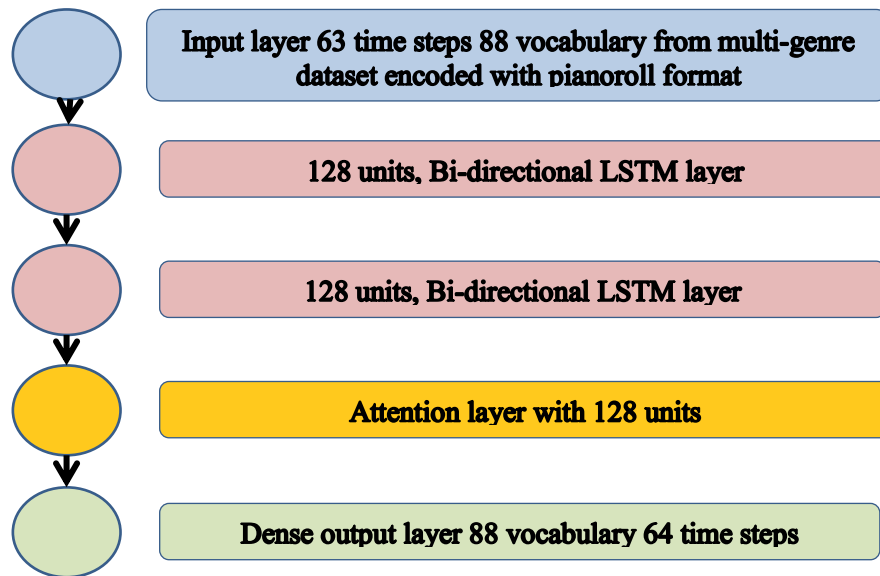 Input layer 63 time steps 88 vocabulary from multi-genre
dataset encoded with pianoroll format
128 units, Bi-directional LSTM layer
128 units, Bi-directional LSTM layer
Attention layer with 128 units
Dense output layer 88 vocabulary 64 time steps